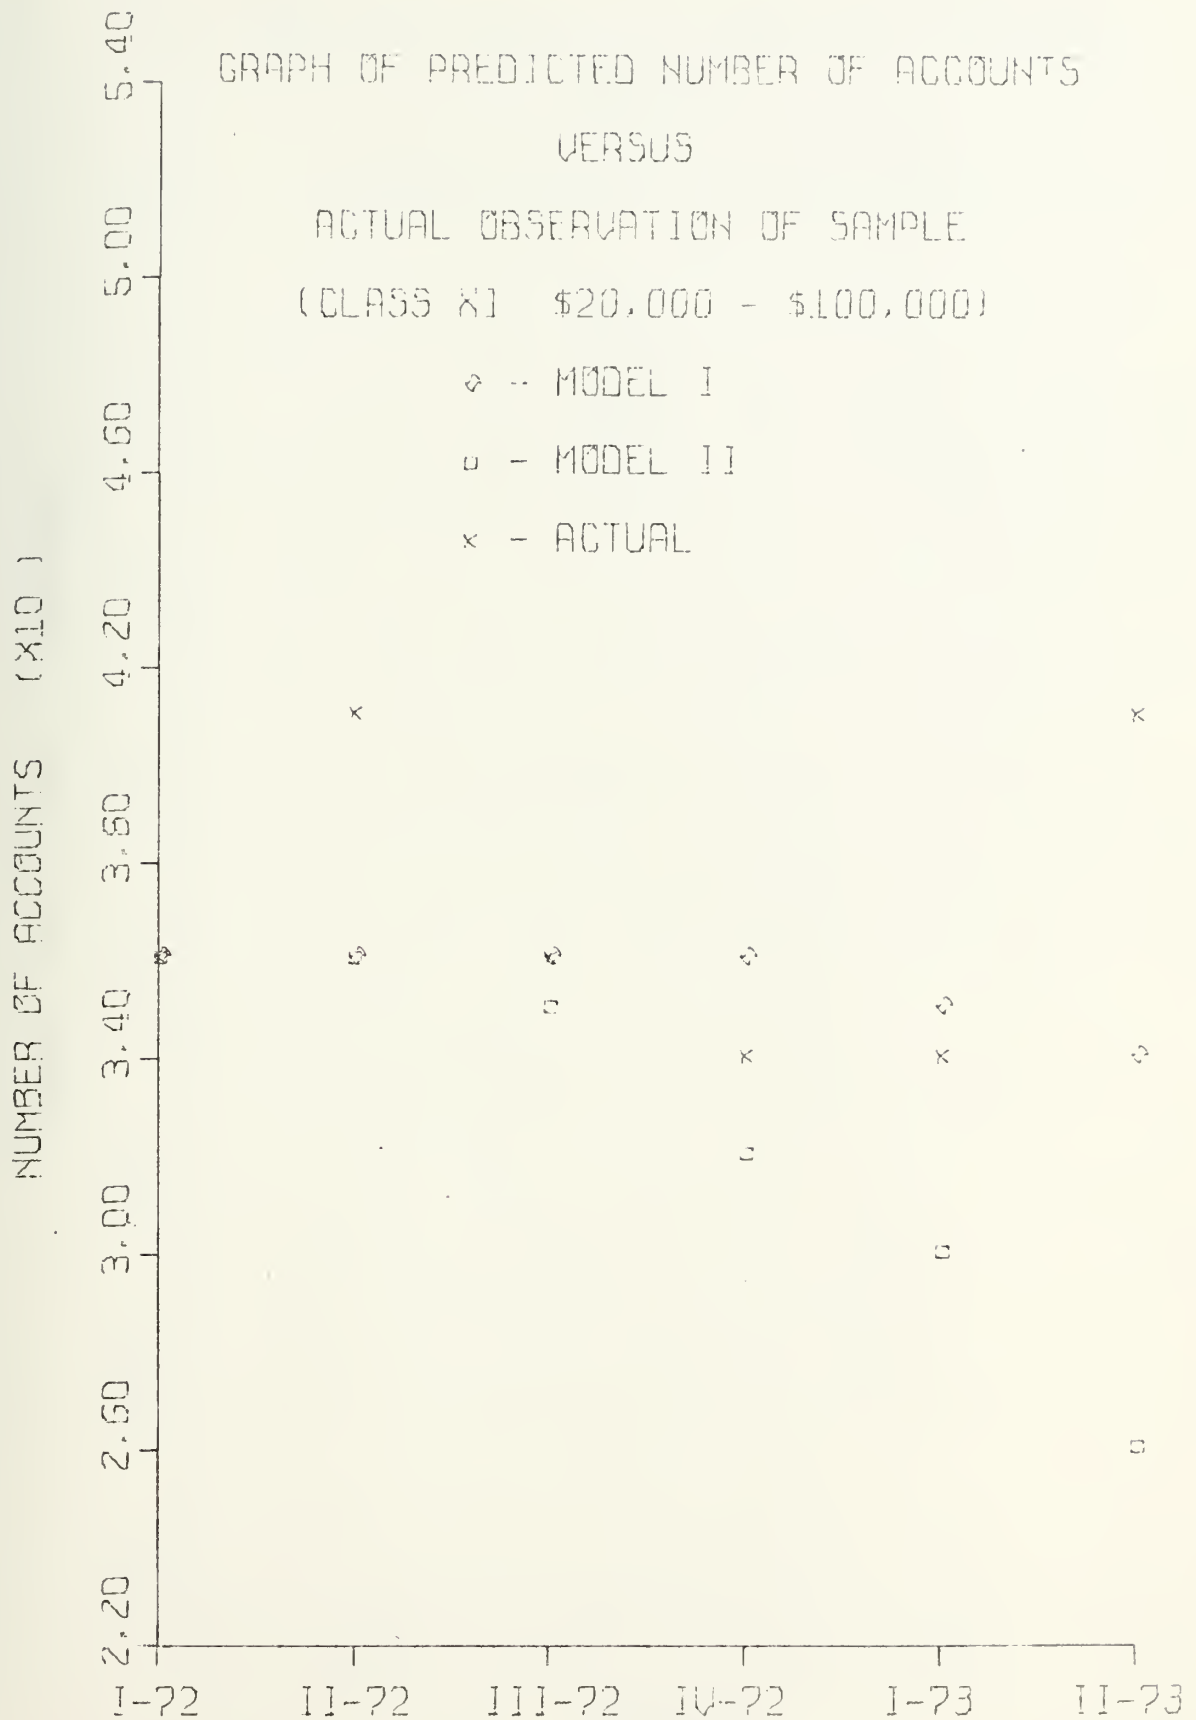 GRAPH OF PREDICTED NUMBER OF ACCOUNTS
VERSUS
ACTUAL OBSERVATION OF SAMPLE
(CLASS XI $20,000 - $100,000)
- MODEL I
- MODEL II
× - ACTUAL
NUMBER OF ACCOUNTS (X10 )
5.40
5.00
4.60
4.20
3.80
3.40
3.00
2.60
2.20
I-72
II-72
III-72
IV-72
I-73
II-73